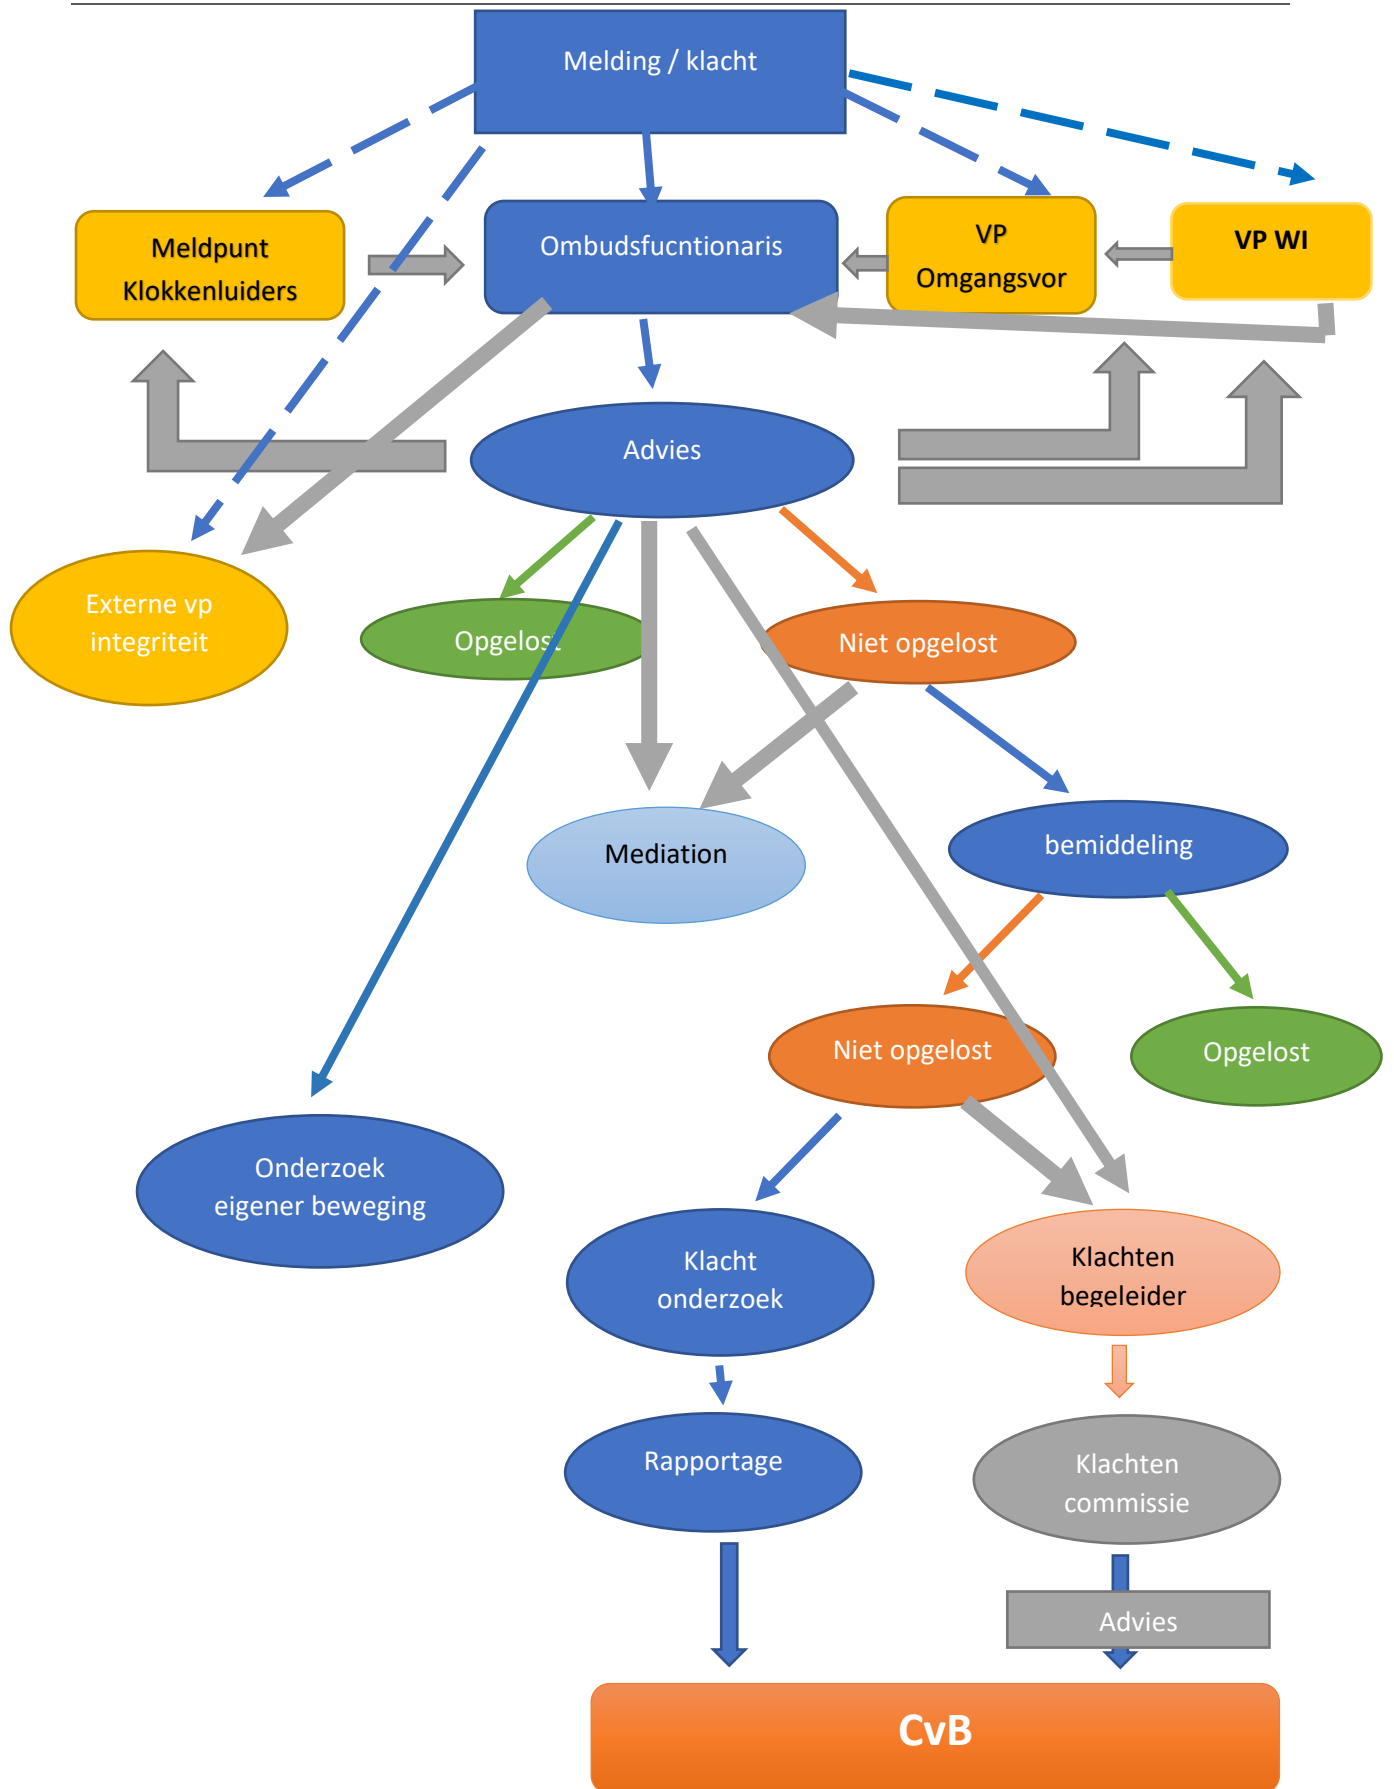 Melding / klacht
Meldpunt
Klokkenluiders
Ombudsfucntionaris
VP
Omgangsvor
VP WI
Advies
Externe vp
integriteit
Opgelost
Niet opgelost
Mediation
bemiddeling
Niet opgelost
Opgelost
Onderzoek
eigener beweging
Klacht
onderzoek
Klachten
begeleider
Rapportage
Klachten
commissie
Advies
CvB